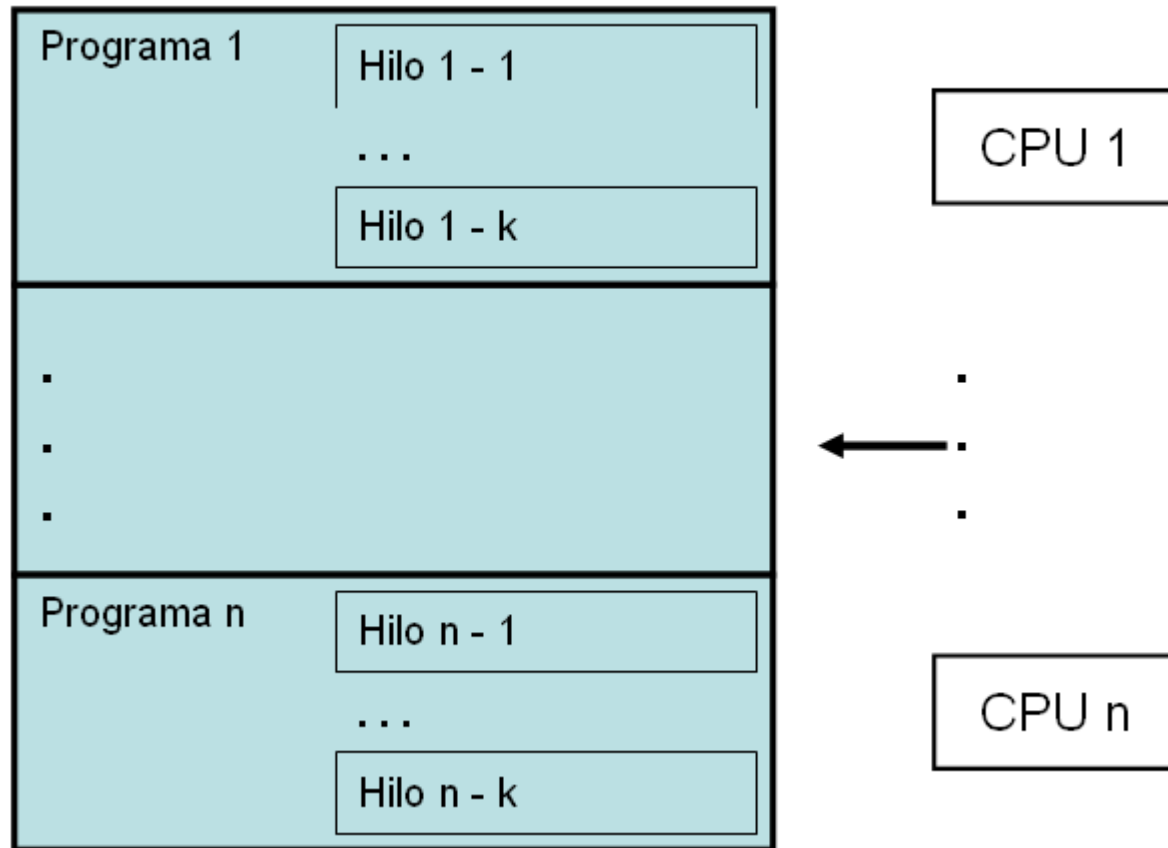 Programa 1
Hilo 1 - 1
...
Hilo 1 - k
CPU 1
.
.
.
.
.
.
Programa n
Hilo n - 1
...
Hilo n - k
CPU n